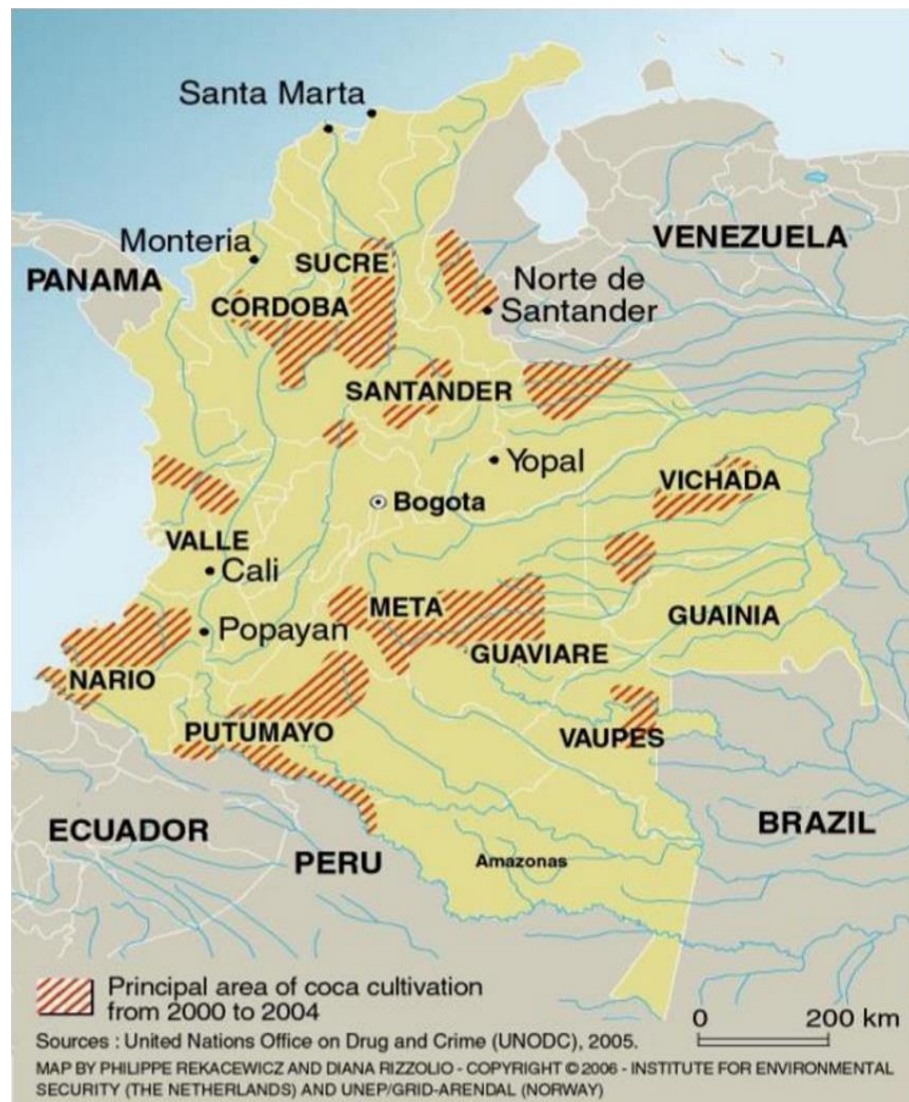 Santa Marta
Monteria
SUCRE
VENEZUELA
PANAMA
CORDOBA
Norte de
Santander
SANTANDER
Yopal
VICHADA
Bogota
VALLE
Cali
META
GUAINIA
Popayan
GUAVIARE
NARIO
PUTUMAYO
VAUPES
ECUADOR
BRAZIL
PERU
Amazonas
Principal area of coca cultivation
from 2000 to 2004
0 200 km
Sources : United Nations Office on Drug and Crime (UNODC), 2005.
MAP BY PHILIPPE REKACEWICZ AND DIANA RIZZOLIO - COPYRIGHT © 2006 - INSTITUTE FOR ENVIRONMENTAL
SECURITY (THE NETHERLANDS) AND UNEP/GRID-ARENDAL (NORWAY)